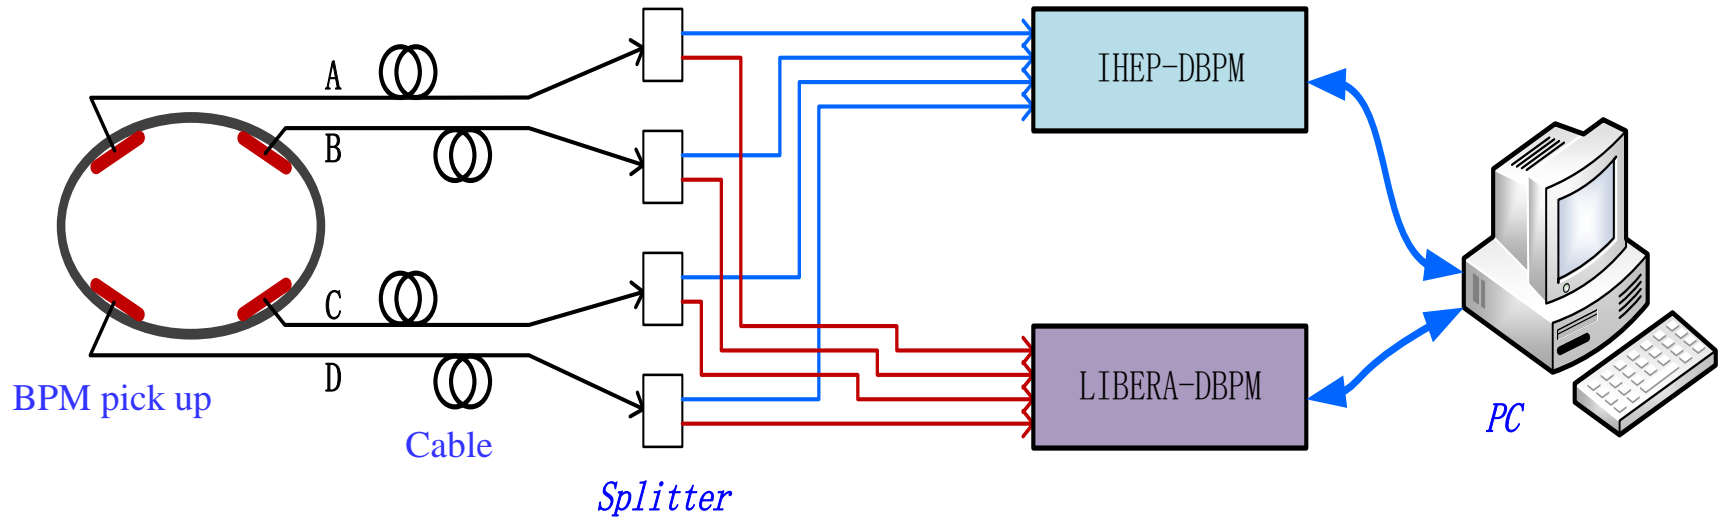 A
IHEP-DBPM
B
C
D
LIBERA-DBPM
BPM pick up
PC
Cable
Splitter